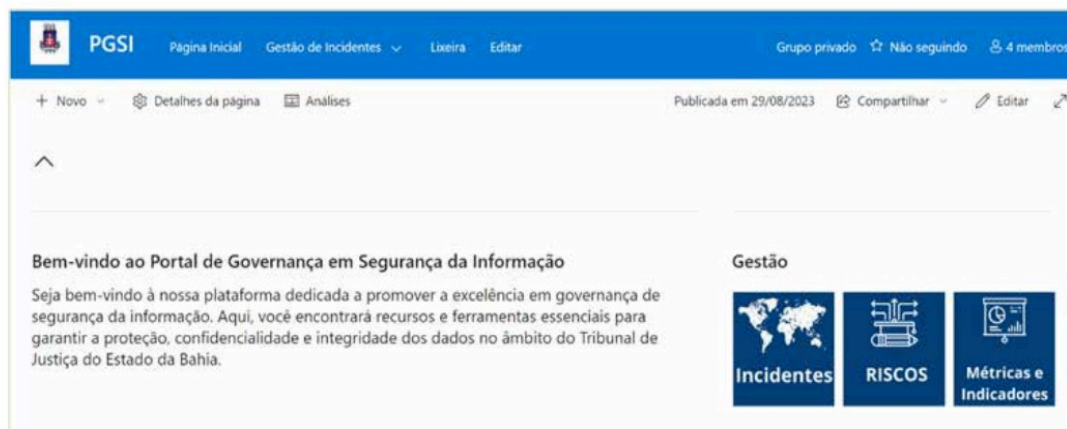 PGSI Página Inicial Gestão de Incidentes Lixeira Editar Grupo privado Não seguindo 4 membros
+ Novo Detalhes da página Análises Publicada em 29/08/2023 Compartilhar Editar
Bem-vindo ao Portal de Governança em Segurança da Informação
Seja bem-vindo à nossa plataforma dedicada a promover a excelência em governança de
segurança da informação. Aqui, você encontrará recursos e ferramentas essenciais para
garantir a proteção, confidencialidade e integridade dos dados no âmbito do Tribunal de
Justiça do Estado da Bahia.
Gestão
Incidentes
RISCOS
Métricas e
Indicadores